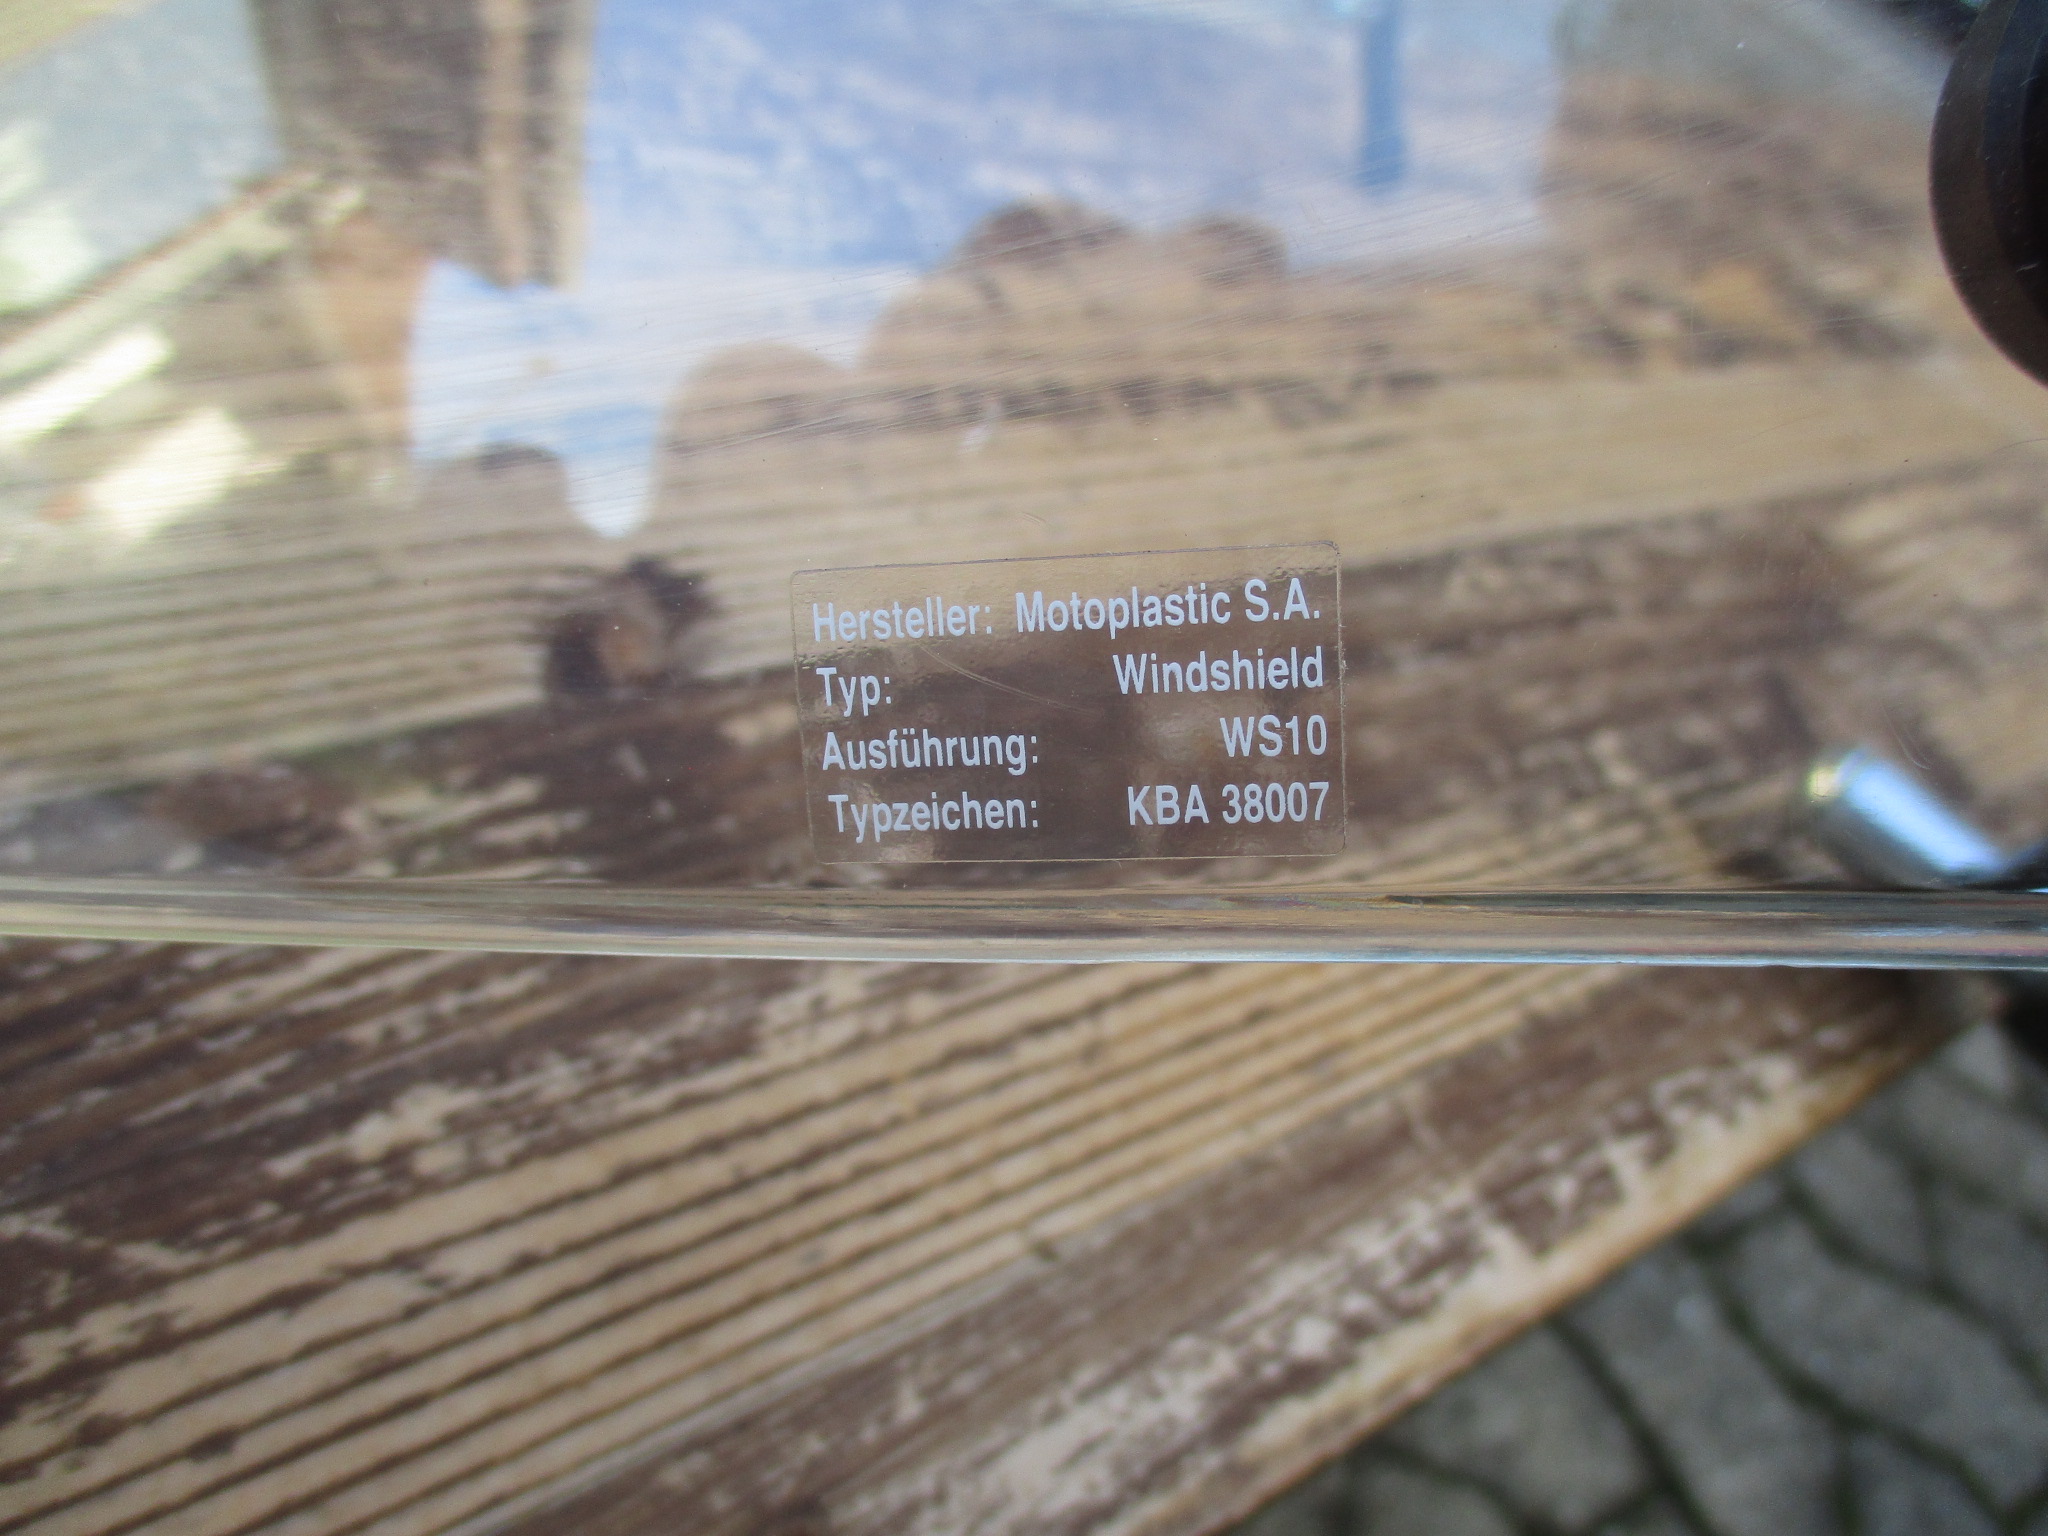 Hersteller: Motoplastic S.A.
Typ: Windshield
Ausführung: WS10
Typzeichen: KBA 38007